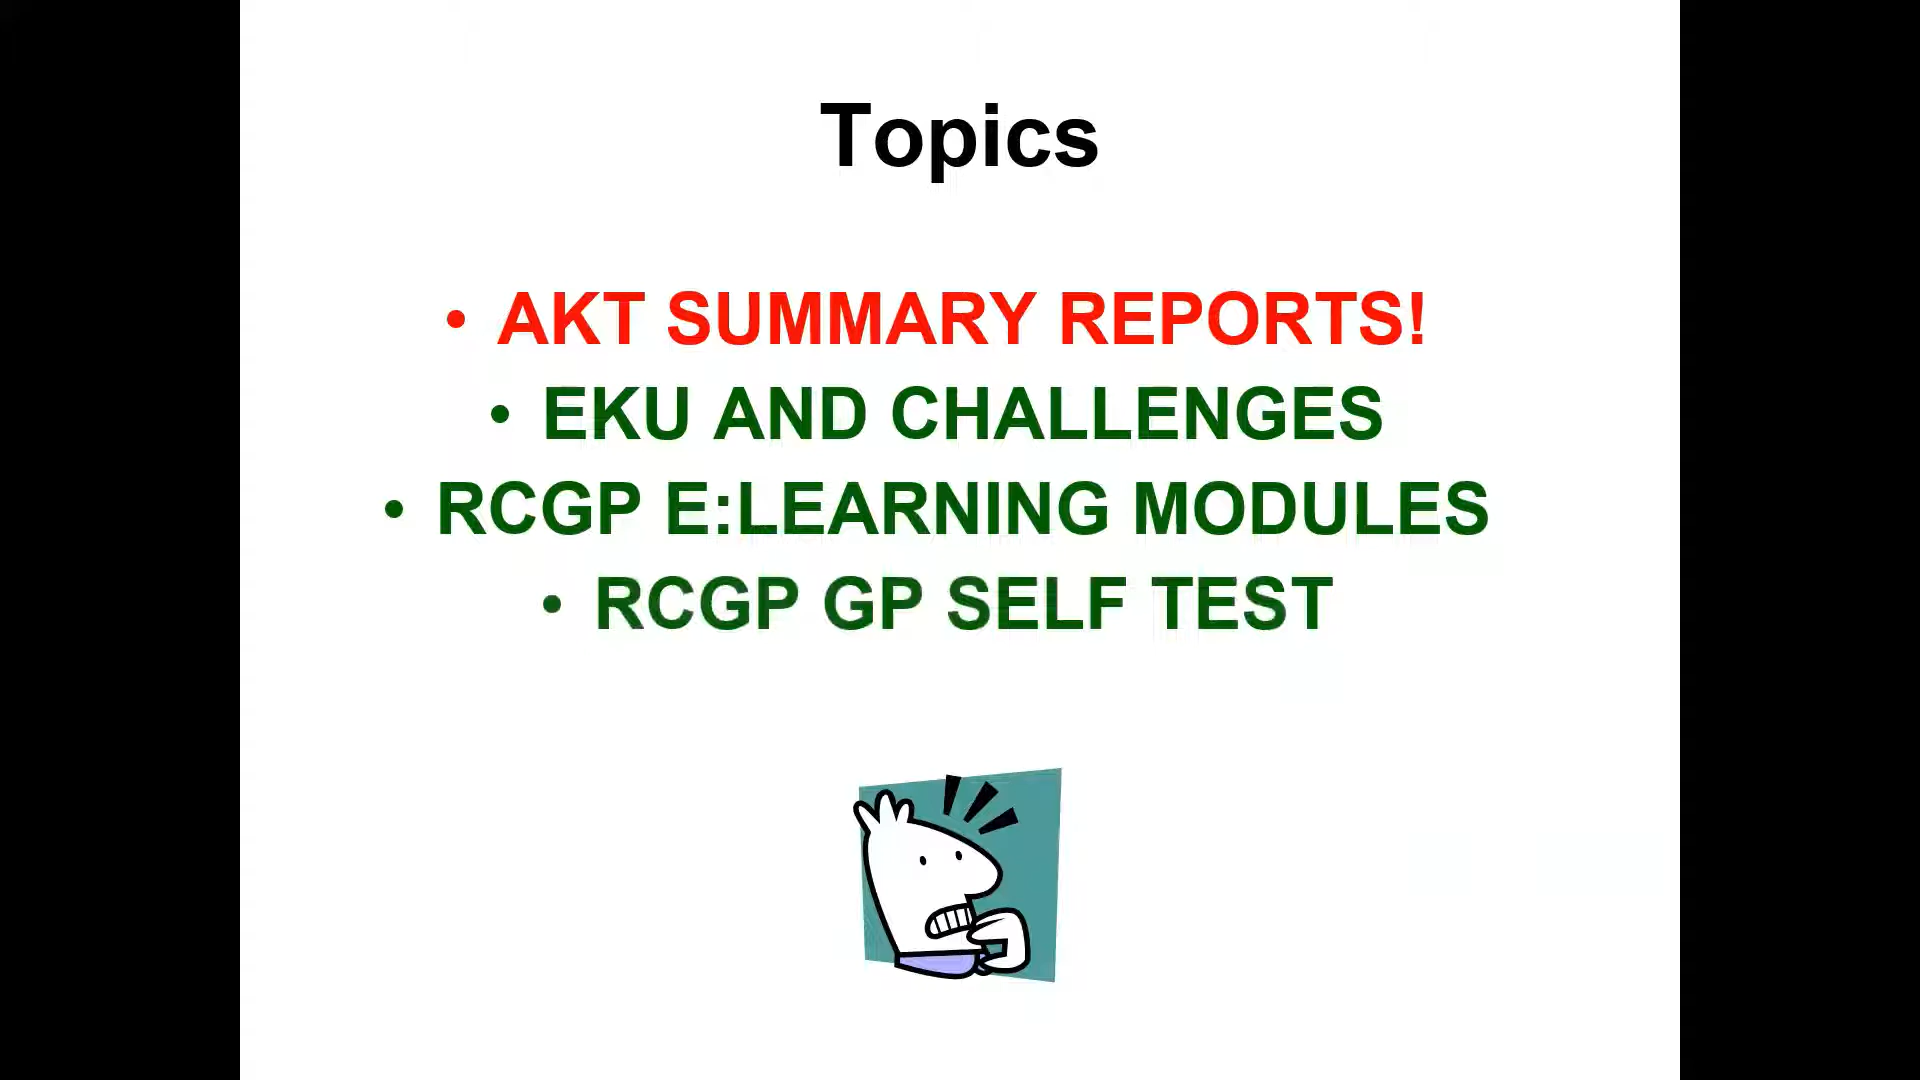 Topics
• AKT SUMMARY REPORTS!
• EKU AND CHALLENGES
• RCGP E:LEARNING MODULES
• RCGP GP SELF TEST